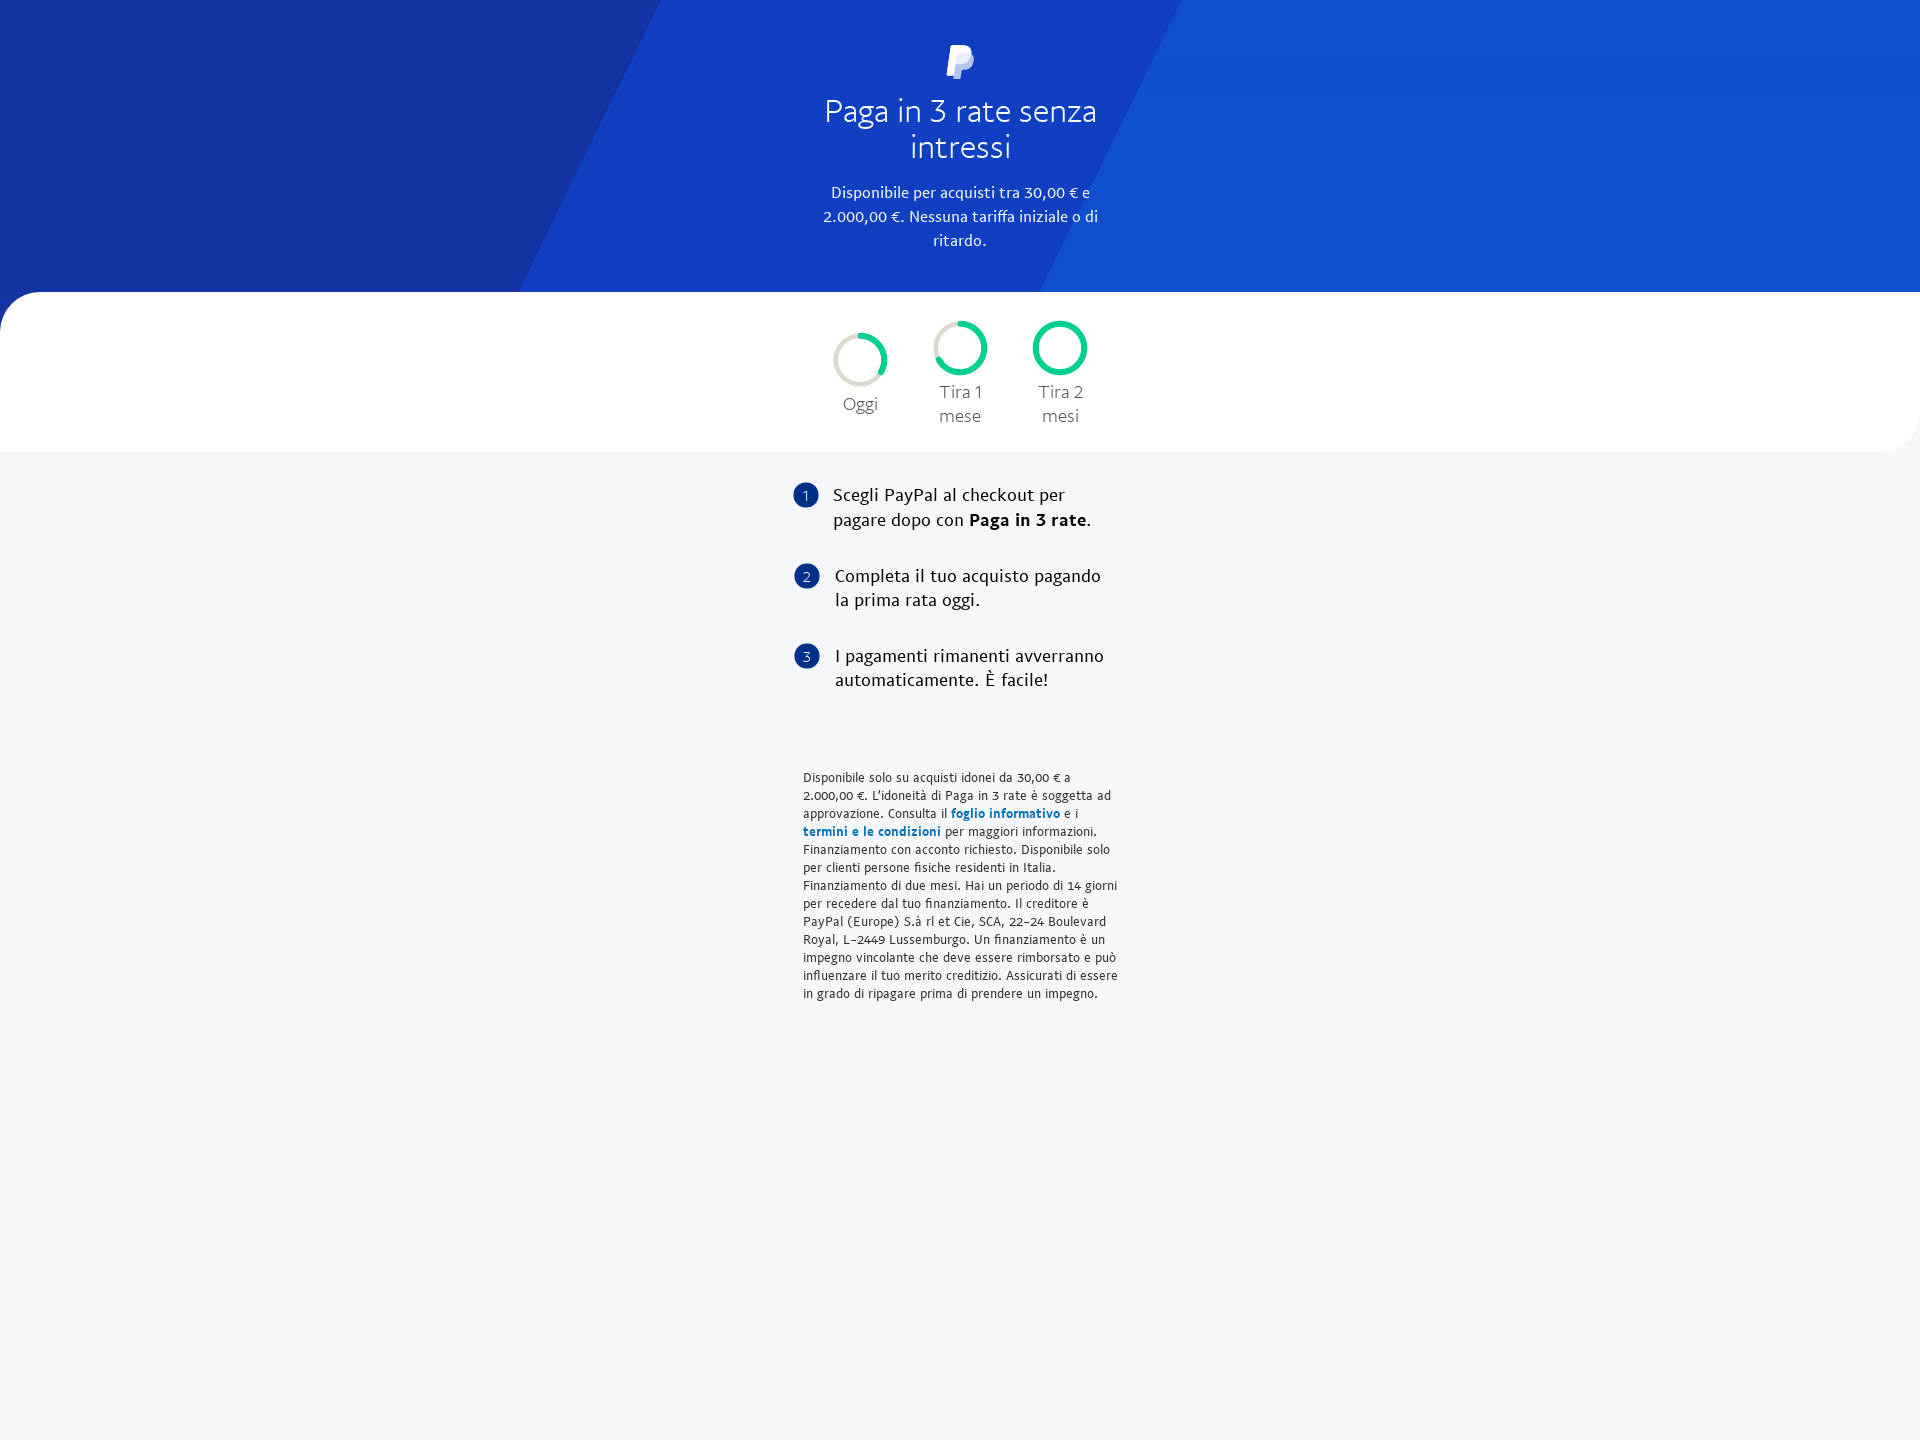 Paga in 3 rate senza
intressi
Disponibile per acquisti tra 30,00 € e
2.000,00 €. Nessuna tariffa iniziale o di
ritardo.
Oggi
Tira 1
mese
Tira 2
mesi
1 Scegli PayPal al checkout per
pagare dopo con Paga in 3 rate.
2 Completa il tuo acquisto pagando
la prima rata oggi.
3 I pagamenti rimanenti avverranno
automaticamente. È facile!
Disponibile solo su acquisti idonei da 30,00 € a
2.000,00 €. L'idoneità di Paga in 3 rate è soggetta ad
approvazione. Consulta il foglio informativo e i
termini e le condizioni per maggiori informazioni.
Finanziamento con acconto richiesto. Disponibile solo
per clienti persone fisiche residenti in Italia.
Finanziamento di due mesi. Hai un periodo di 14 giorni
per recedere dal tuo finanziamento. Il creditore è
PayPal (Europe) S.à rl et Cie, SCA, 22-24 Boulevard
Royal, L-2449 Lussemburgo. Un finanziamento è un
impegno vincolante che deve essere rimborsato e può
influenzare il tuo merito creditizio. Assicurati di essere
in grado di ripagare prima di prendere un impegno.